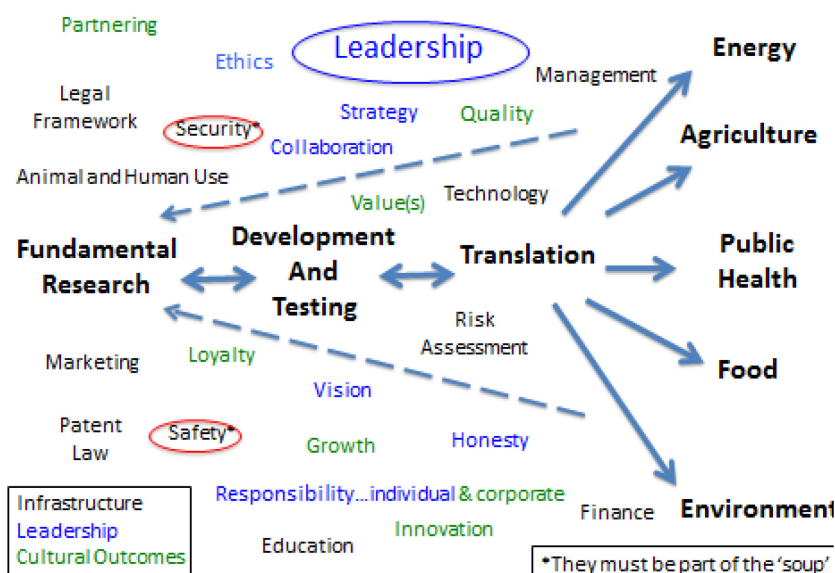 Partnering
Leadership
Energy
Ethics
Management
Legal
Framework
Strategy
Quality
Security*
Agriculture
Collaboration
Animal and Human Use
Technology
Value(s)
Fundamental
Research
Development
And
Testing
Translation
Public
Health
Risk
Assessment
Marketing
Loyalty
Food
Vision
Patent
Law
Safety*
Growth
Honesty
Responsibility...individual & corporate
Infrastructure
Leadership
Cultural Outcomes
Innovation
Finance
Environment
Education
*They must be part of the ‘soup’